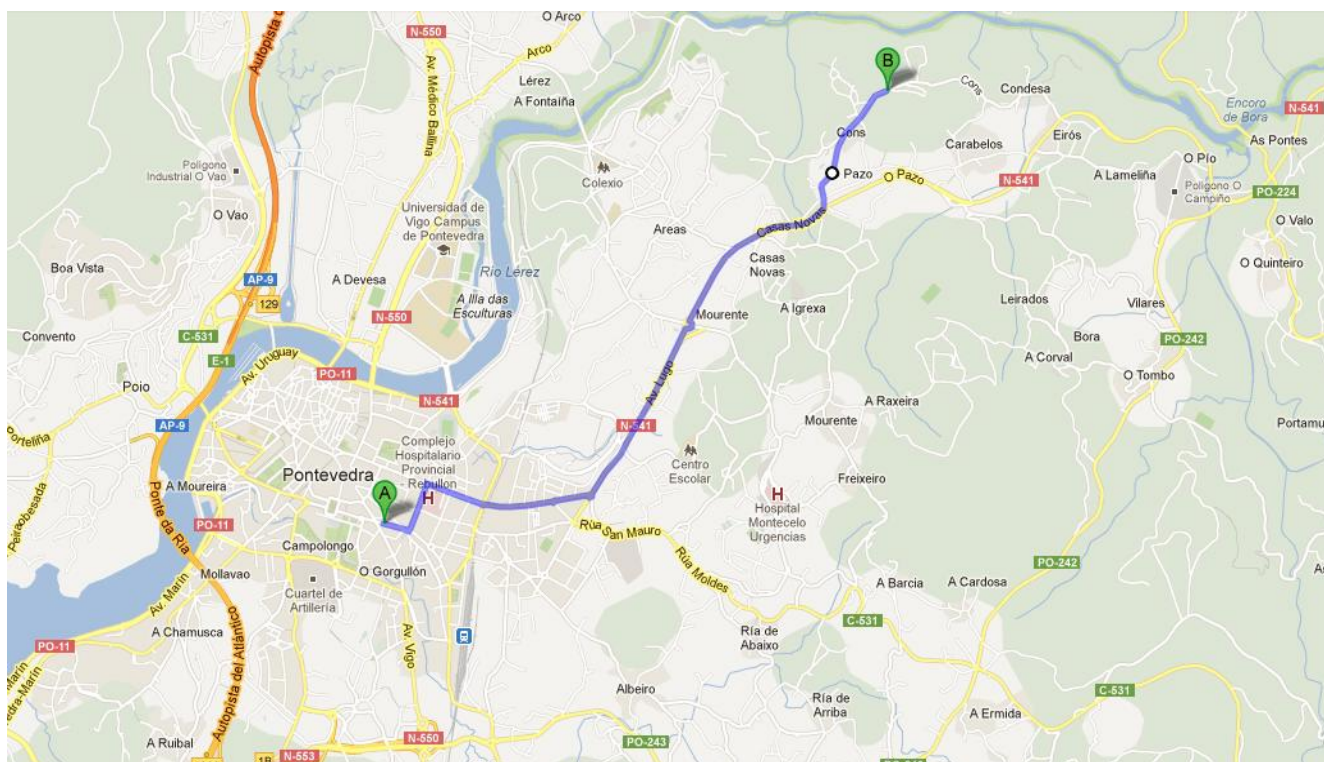 Autopista de
N-550
O Arco
Av. Médico Ballina
Arco
Lérez
A Fontaíña
Cons
Condesa
Encoro
de Bora
N-541
Polígono
Industrial O Vao
Colexio
Cons
Carabelos
Eirós
As Pontes
O Vao
Universidad de
Vigo Campus
de Pontevedra
Pazo
O Pazo
N-541
A Lameliña
O Pío
Polígono O
Campiño
PO-224
Boa Vista
A Devesa
Río Lérez
Areas
Casas Novas
O Valo
AP-9
129
A Illa das
Esculturas
Casas
Novas
O Quinteiro
Convento
C-531
N-550
Mourente
A Igrexa
Leirados
Vilares
E-1
Av. Uruguay
Bora
PO-242
Poio
PO-11
A Corval
O Tombo
N-541
Av. Lugo
Porteliña
AP-9
N-541
Mourente
A Raxeira
Portamu
Complejo
Hospitalario
Provincial
- Rebullon
H
Pontevedra
Centro
Escolar
Freixeiro
A Moureira
A
B
H
Hospital
Montecelo
Urgencias
Ponte da Ría
PO-11
Rúa San Mauro
Campolongo
O Gorgullón
Rúa Moldes
PO-242
Mollavao
Av. Marín
Cuartel de
Artillería
A Barcia
A Cardosa
A Chamusca
Av. Vigo
C-531
PO-11
Ría de
Abaixo
Autopista del Atlántico
Albeiro
Ría de
Arriba
C-531
A Ermida
A Ruibal
N-550
N-553
PO-243